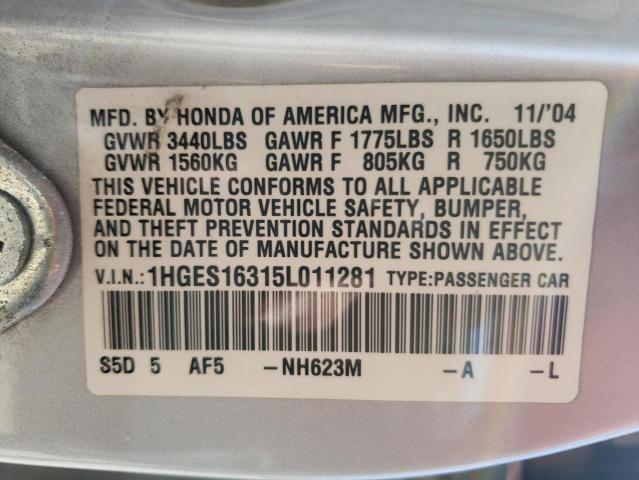 MFD. BY HONDA OF AMERICA MFG., INC. 11/'04
GVWR 3440LBS GAWR F 1775LBS R 1650LBS
GVWR 1560KG GAWR F 805KG R 750KG
THIS VEHICLE CONFORMS TO ALL APPLICABLE
FEDERAL MOTOR VEHICLE SAFETY, BUMPER,
AND THEFT PREVENTION STANDARDS IN EFFECT
ON THE DATE OF MANUFACTURE SHOWN ABOVE.
V.I.N.:1HGES16315L011281 TYPE:PASSENGER CAR
S5D 5 AF5 -NH623M -A -L